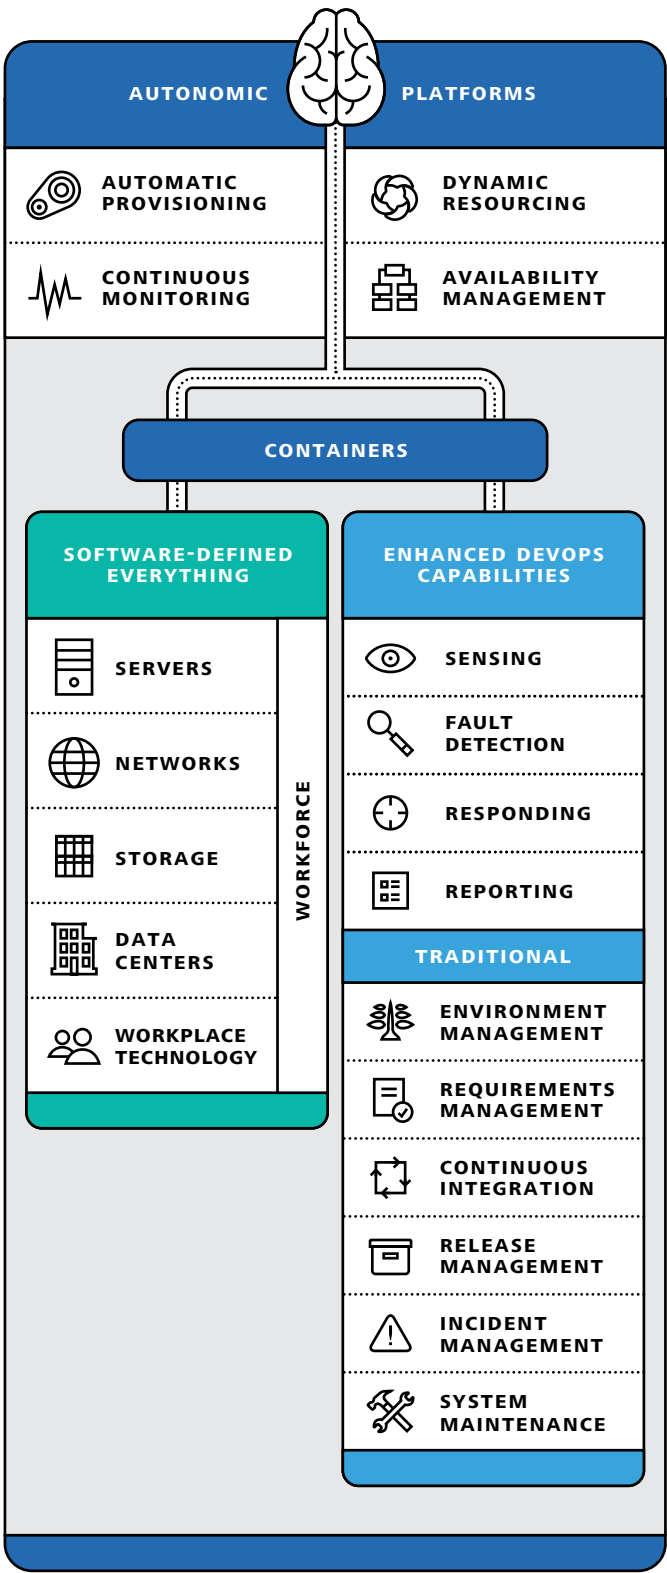 AUTONOMIC PLATFORMS
AUTOMATIC
PROVISIONING
DYNAMIC
RESOURCING
CONTINUOUS
MONITORING
AVAILABILITY
MANAGEMENT
CONTAINERS
SOFTWARE-DEFINED
EVERYTHING
SERVERS
NETWORKS
STORAGE
DATA
CENTERS
WORKPLACE
TECHNOLOGY
WORKFORCE
ENHANCED DEVOPS
CAPABILITIES
SENSING
FAULT
DETECTION
RESPONDING
REPORTING
TRADITIONAL
ENVIRONMENT
MANAGEMENT
REQUIREMENTS
MANAGEMENT
CONTINUOUS
INTEGRATION
RELEASE
MANAGEMENT
INCIDENT
MANAGEMENT
SYSTEM
MAINTENANCE